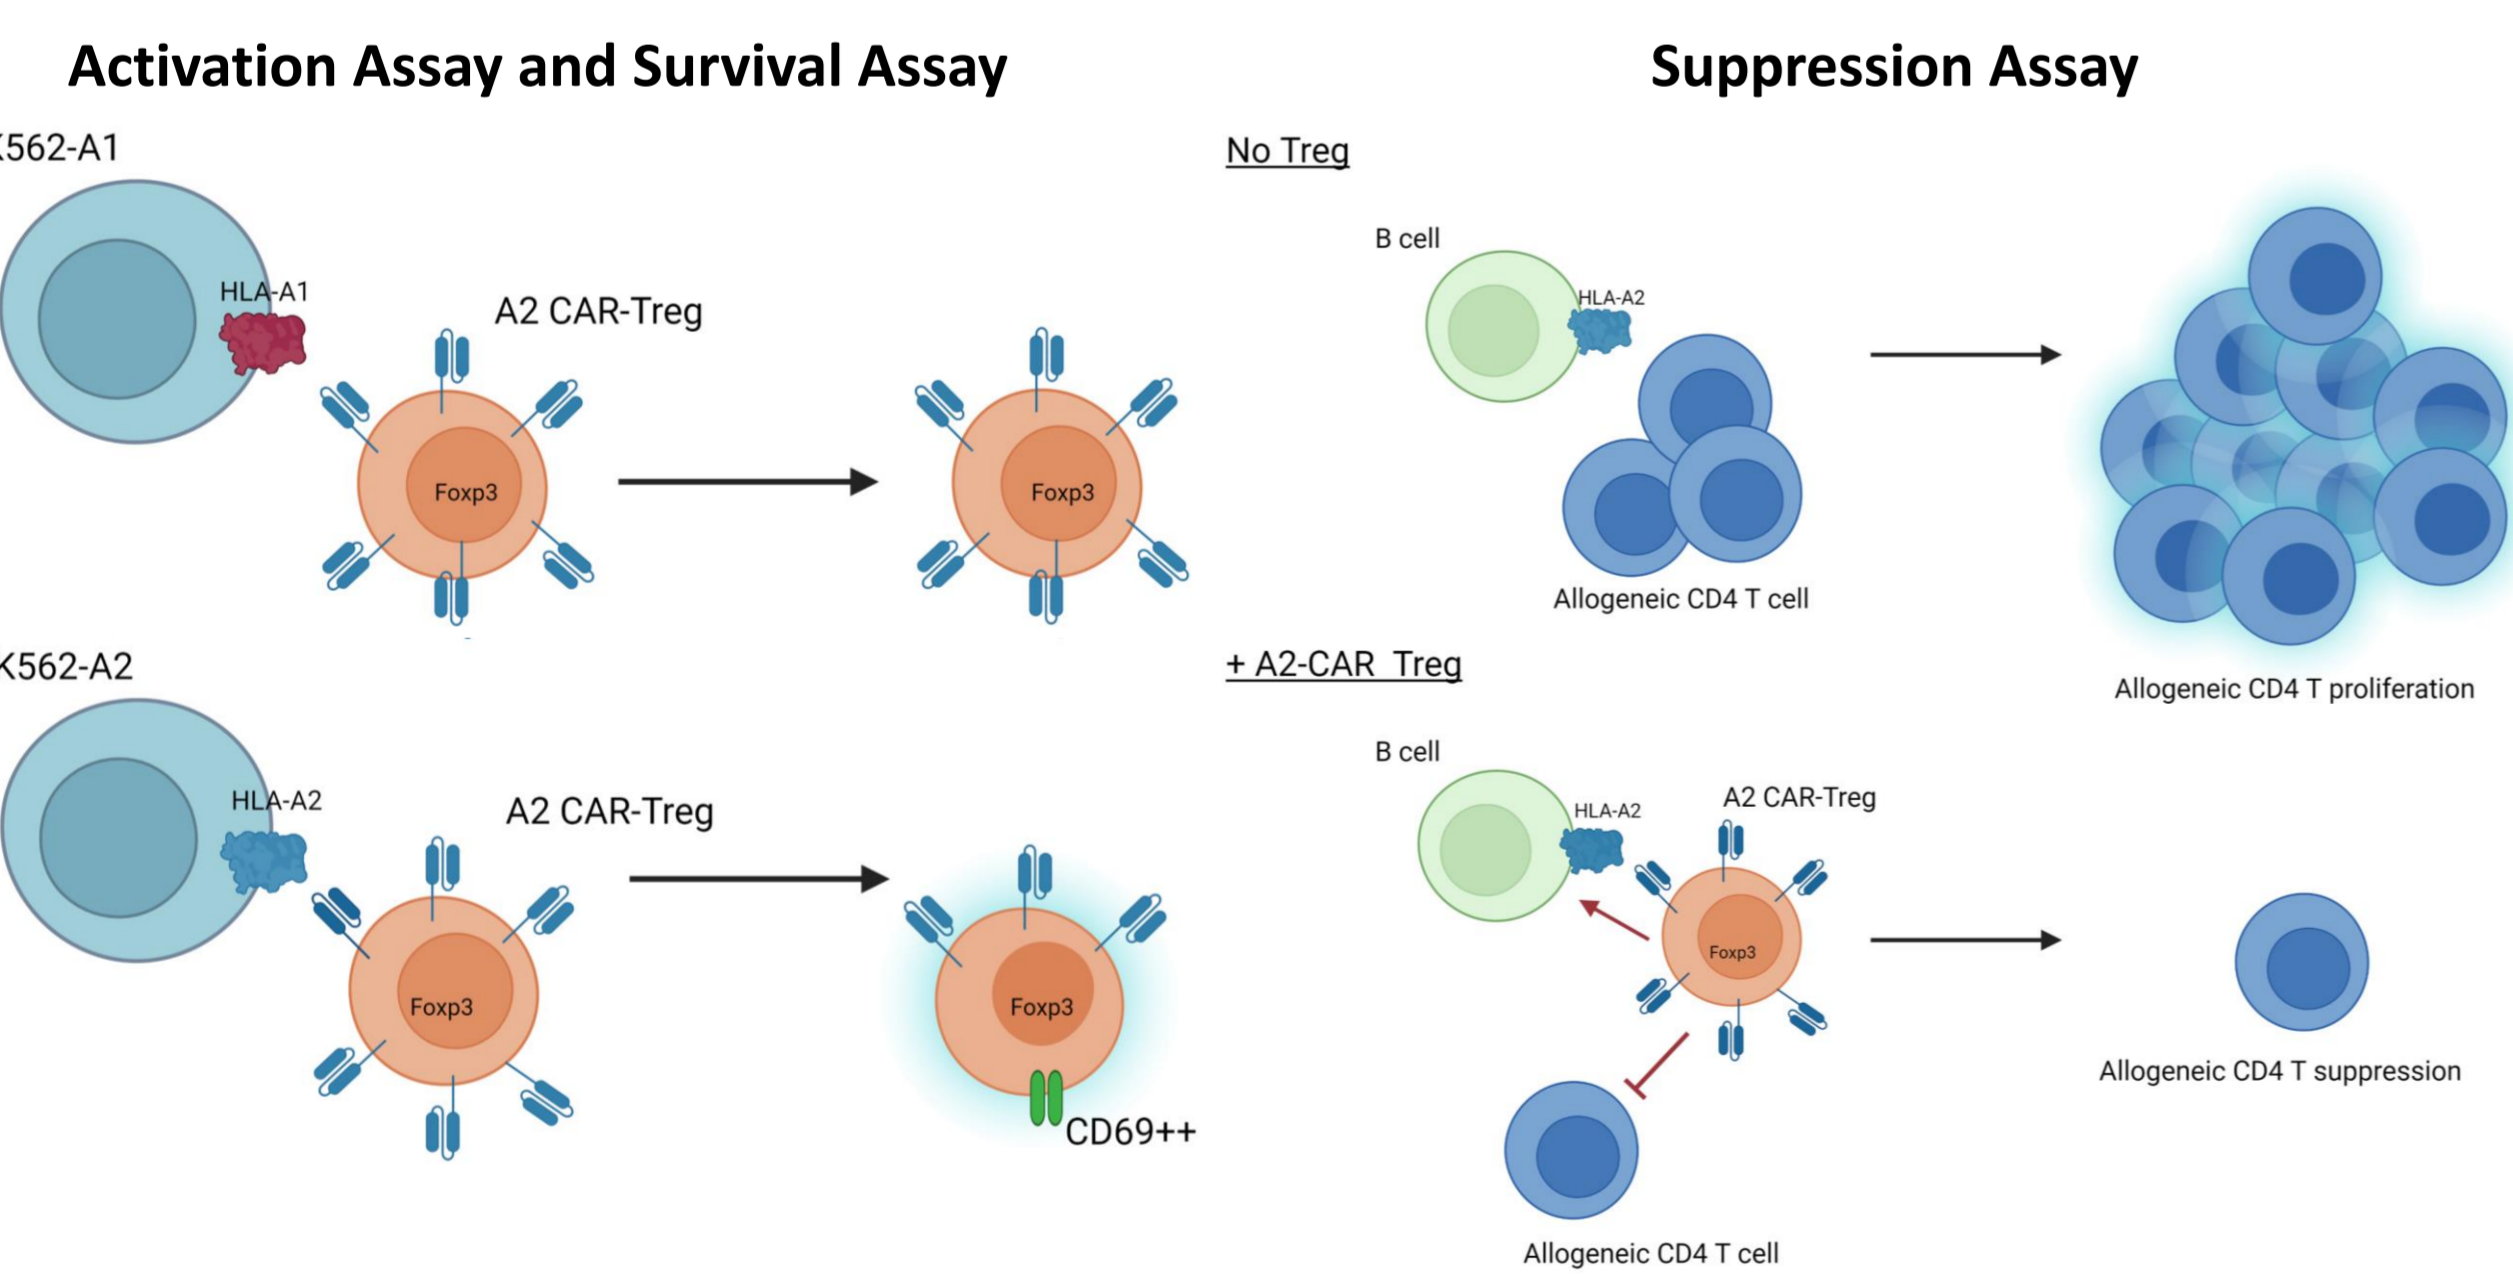 Activation Assay and Survival Assay
K562-A1
HLA-A1
A2 CAR-Treg
Foxp3
Foxp3
K562-A2
HLA-A2
A2 CAR-Treg
Foxp3
Foxp3
CD69++
Suppression Assay
No Treg
B cell
HLA-A2
Allogeneic CD4 T cell
Allogeneic CD4 T proliferation
+ A2-CAR Treg
B cell
HLA-A2
A2 CAR-Treg
Foxp3
Allogeneic CD4 T cell
Allogeneic CD4 T suppression